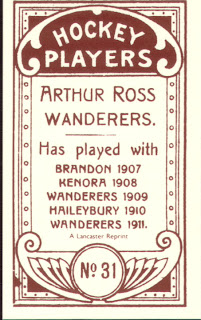 HOCKEY
PLAYERS
ARTHUR ROSS
WANDERERS.
Has played with
BRANDON 1907
KENORA 1908
WANDERERS 1909
HAILEYBURY 1910
WANDERERS 1911.
A Lancaster Reprint
No. 31